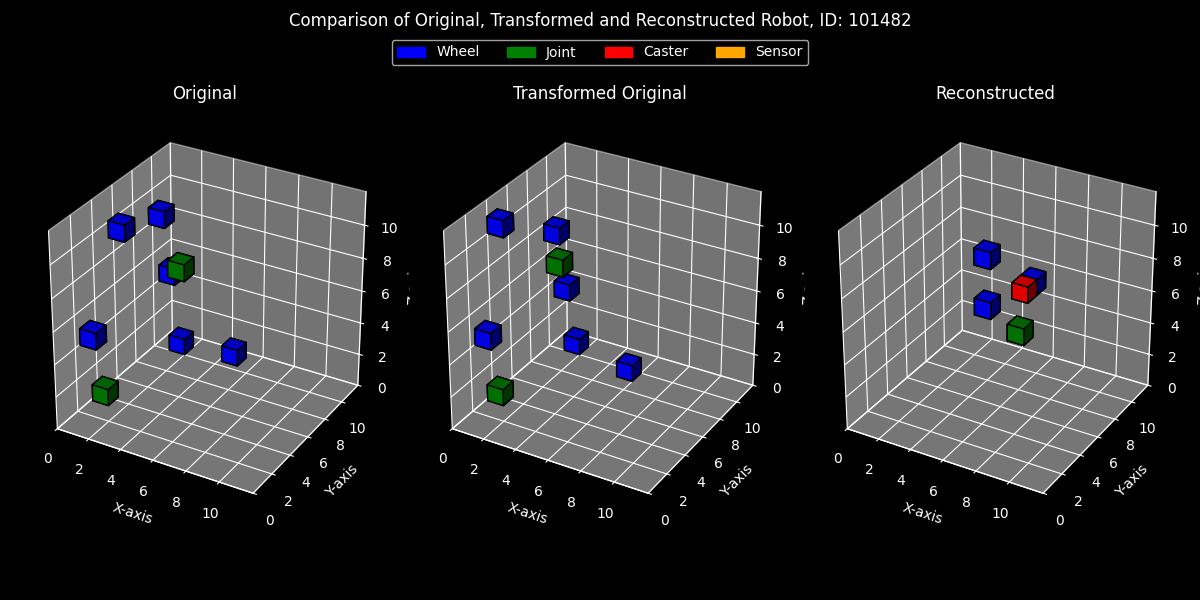 Comparison of Original, Transformed and Reconstructed Robot, ID: 101482
Wheel Joint Caster Sensor
Original
Transformed Original
Reconstructed
0 2 4 6 8 10
X-axis
0 2 4 6 8 10
Y-axis
0 2 4 6 8 10
0 2 4 6 8 10
X-axis
0 2 4 6 8 10
Y-axis
0 2 4 6 8 10
0 2 4 6 8 10
X-axis
0 2 4 6 8 10
Y-axis
0 2 4 6 8 10